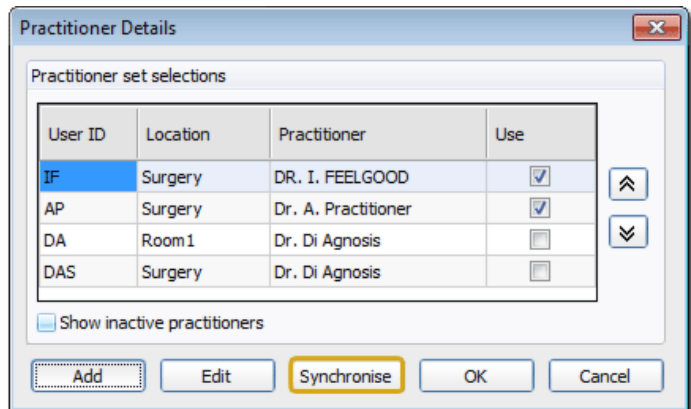 Practitioner Details
Practitioner set selections
User ID Location Practitioner Use
IF Surgery DR. I. FEELGOOD
AP Surgery Dr. A. Practitioner
DA Room1 Dr. Di Agnosis
DAS Surgery Dr. Di Agnosis
Show inactive practitioners
Add Edit Synchronise OK Cancel